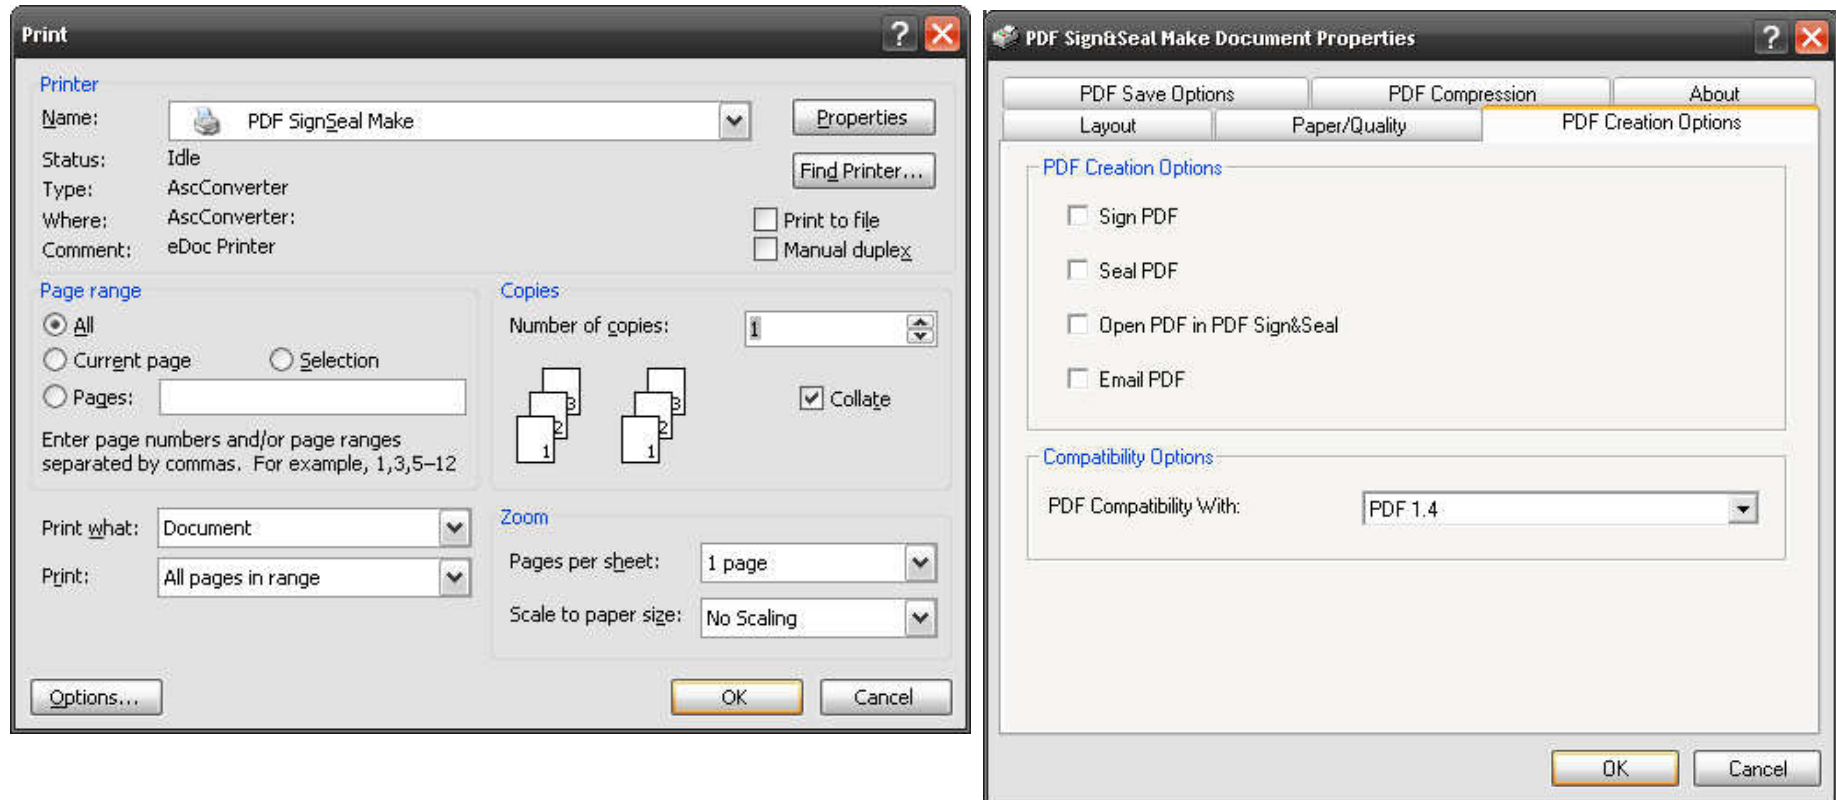 Print
Printer
Name: PDF SignSeal Make
Properties
Status: Idle
Find Printer...
Type: AscConverter
Where: AscConverter:
Print to file
Comment: eDoc Printer
Manual duplex
Page range
All
Current page Selection
Pages:
Enter page numbers and/or page ranges
separated by commas. For example, 1,3,5–12
Copies
Number of copies: 1
3 3
2 2
1 1
Collate
Print what: Document
Print: All pages in range
Zoom
Pages per sheet: 1 page
Scale to paper size: No Scaling
Options...
OK
Cancel
PDF Sign&Seal Make Document Properties
PDF Save Options PDF Compression About
Layout Paper/Quality PDF Creation Options
PDF Creation Options
Sign PDF
Seal PDF
Open PDF in PDF Sign&Seal
Email PDF
Compatibility Options
PDF Compatibility With: PDF 1.4
OK
Cancel